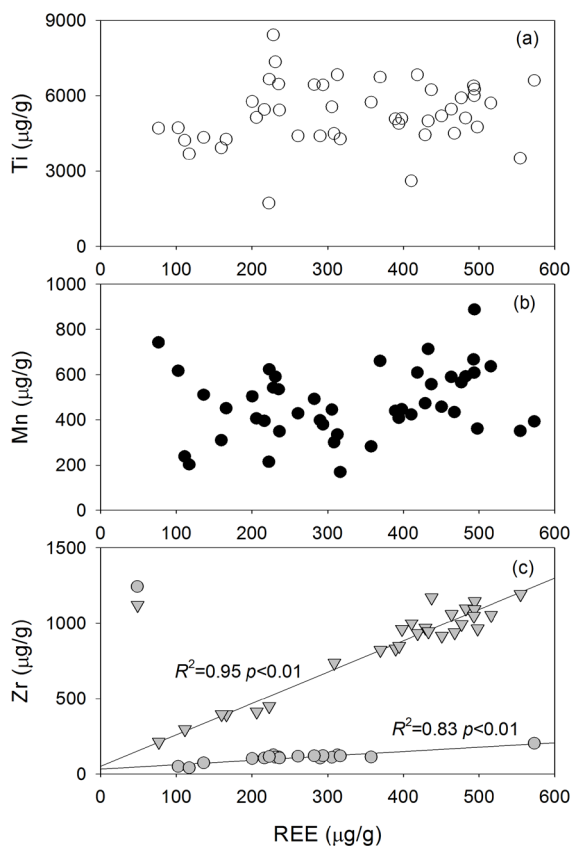 9000
(a)
6000
Ti (μg/g)
3000
0
0 100 200 300 400 500 600
1000
(b)
800
600
Mn (μg/g)
400
200
0
0 100 200 300 400 500 600
1500
(c)
1000
Zr (μg/g)
R²=0.95 p<0.01
500
R²=0.83 p<0.01
0
0 100 200 300 400 500 600
REE (μg/g)